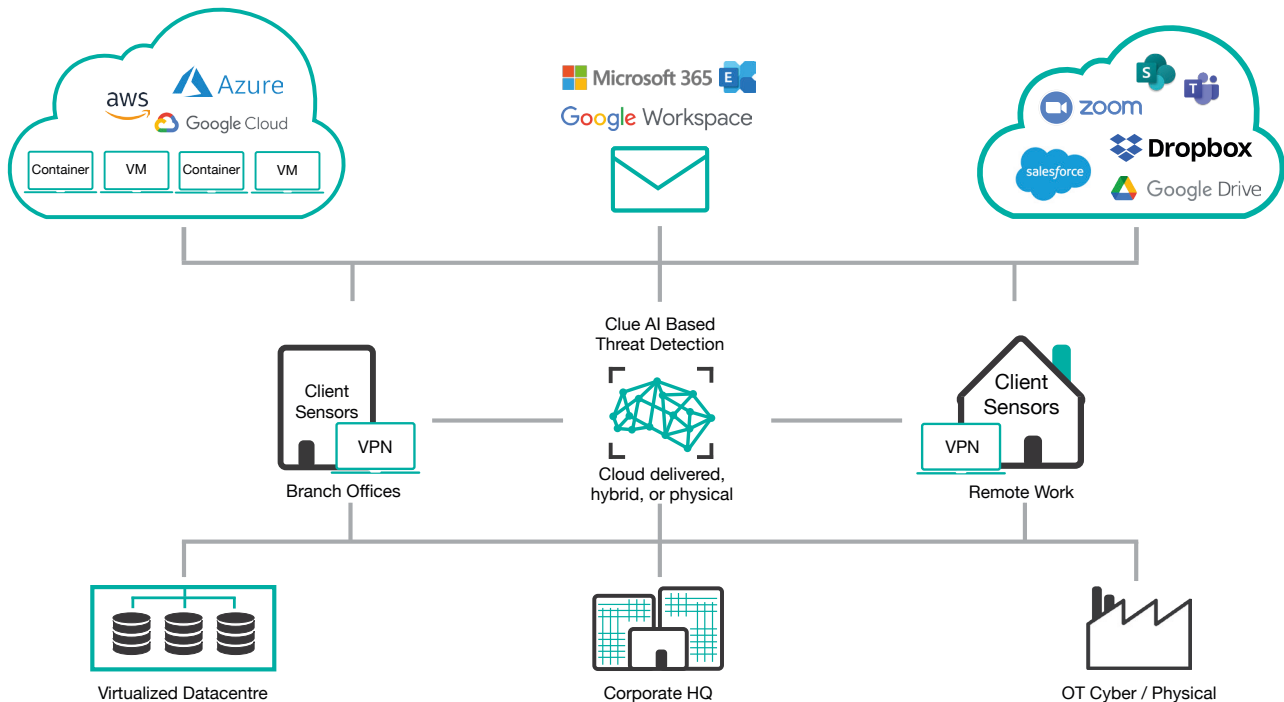 aws
Azure
Google Cloud
Container
VM
Container
VM
Microsoft 365
E
Google Workspace
S
T
zoom
salesforce
Dropbox
Google Drive
Client
Sensors
VPN
Branch Offices
Clue AI Based
Threat Detection
Cloud delivered,
hybrid, or physical
Client
Sensors
VPN
Remote Work
Virtualized Datacentre
Corporate HQ
OT Cyber / Physical